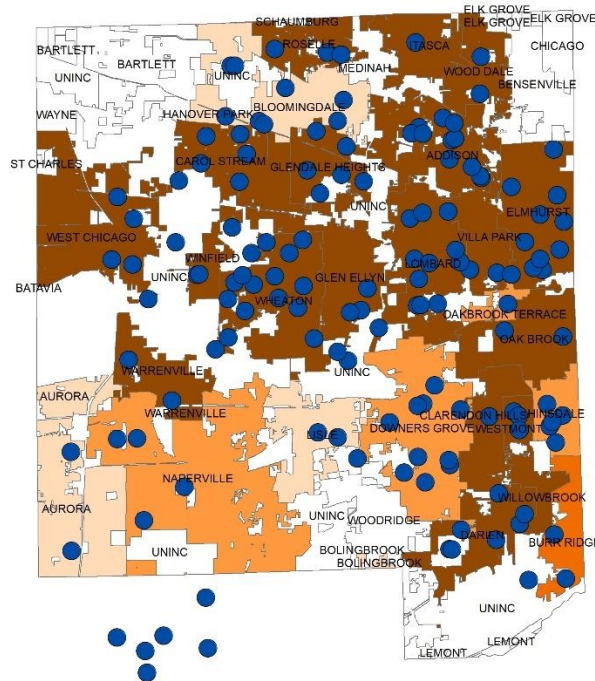 ELK GROVE
ELK GROVE
ELK GROVE
SCHAUMBURG
BARTLETT
ROSELLE
ITASCA
CHICAGO
BARTLETT
MEDINAH
UNINC
UNINC
WOOD DALE
BENSENVILLE
WAYNE
HANOVER PARK
BLOOMINGDALE
ST CHARLES
CAROL STREAM
GLENDALE HEIGHTS
ADDISON
UNINC
ELMHURST
WEST CHICAGO
VILLA PARK
WINFIELD
LOMBARD
UNINC
GLEN ELLYN
BATAVIA
WHEATON
OAKBROOK TERRACE
OAK BROOK
WARRENVILLE
UNINC
AURORA
WARRENVILLE
CLARENDON HILLS
HINSDALE
DOWNERS GROVE
WESTMONT
LISLE
NAPERVILLE
WILLOWBROOK
AURORA
UNINC
WOODRIDGE
DARIEN
BURR RIDGE
UNINC
BOLINGBROOK
BOLINGBROOK
UNINC
LEMONT
LEMONT